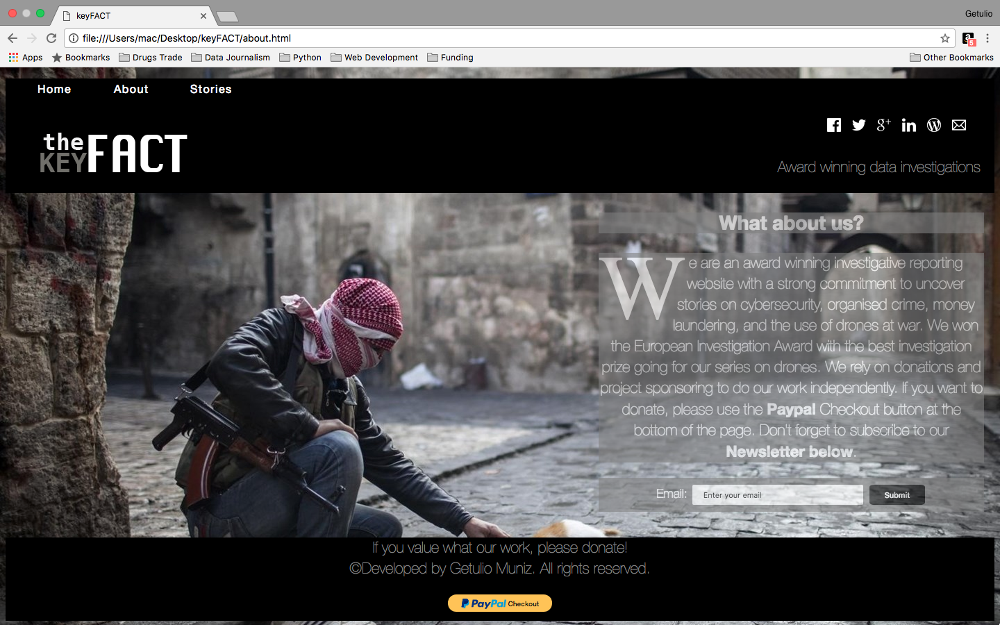 keyFACT
Getulio
file:///Users/mac/Desktop/keyFACT/about.html
a
5
Apps Bookmarks Drugs Trade Data Journalism Python Web Development Funding Other Bookmarks
Home About Stories
the
KEYFACT
Award winning data investigations
What about us?
We are an award winning investigative reporting
website with a strong commitment to uncover
stories on cybersecurity, organised crime, money
laundering, and the use of drones at war. We won
the European Investigation Award with the best investigation
prize going for our series on drones. We rely on donations and
project sponsoring to do our work independently. If you want to
donate, please use the Paypal Checkout button at the
bottom of the page. Don't forget to subscribe to our
Newsletter below.
Email: Enter your email Submit
If you value what our work, please donate!
©Developed by Getulio Muniz. All rights reserved.
PayPal Checkout